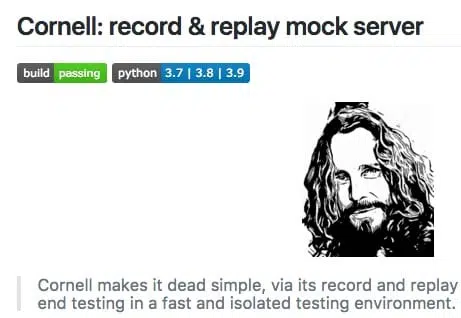 Cornell: record & replay mock server
build passing python 3.7 | 3.8 | 3.9
Cornell makes it dead simple, via its record and replay
end testing in a fast and isolated testing environment.